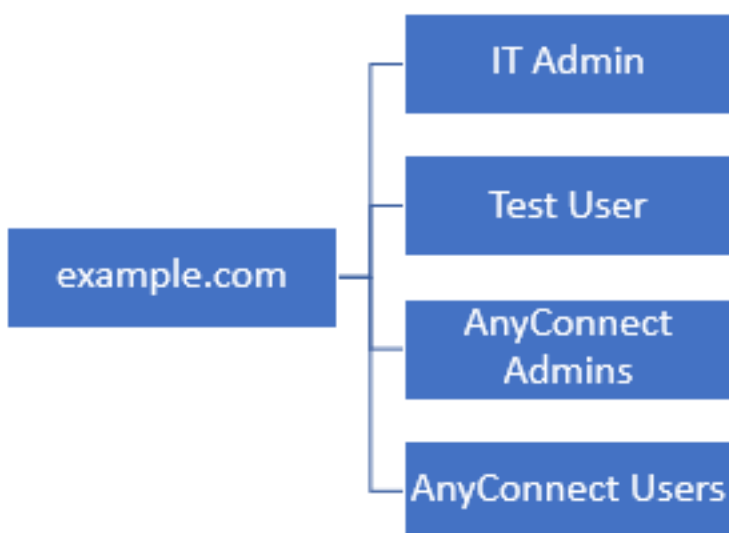 IT Admin
Test User
example.com
AnyConnect
Admins
AnyConnect Users